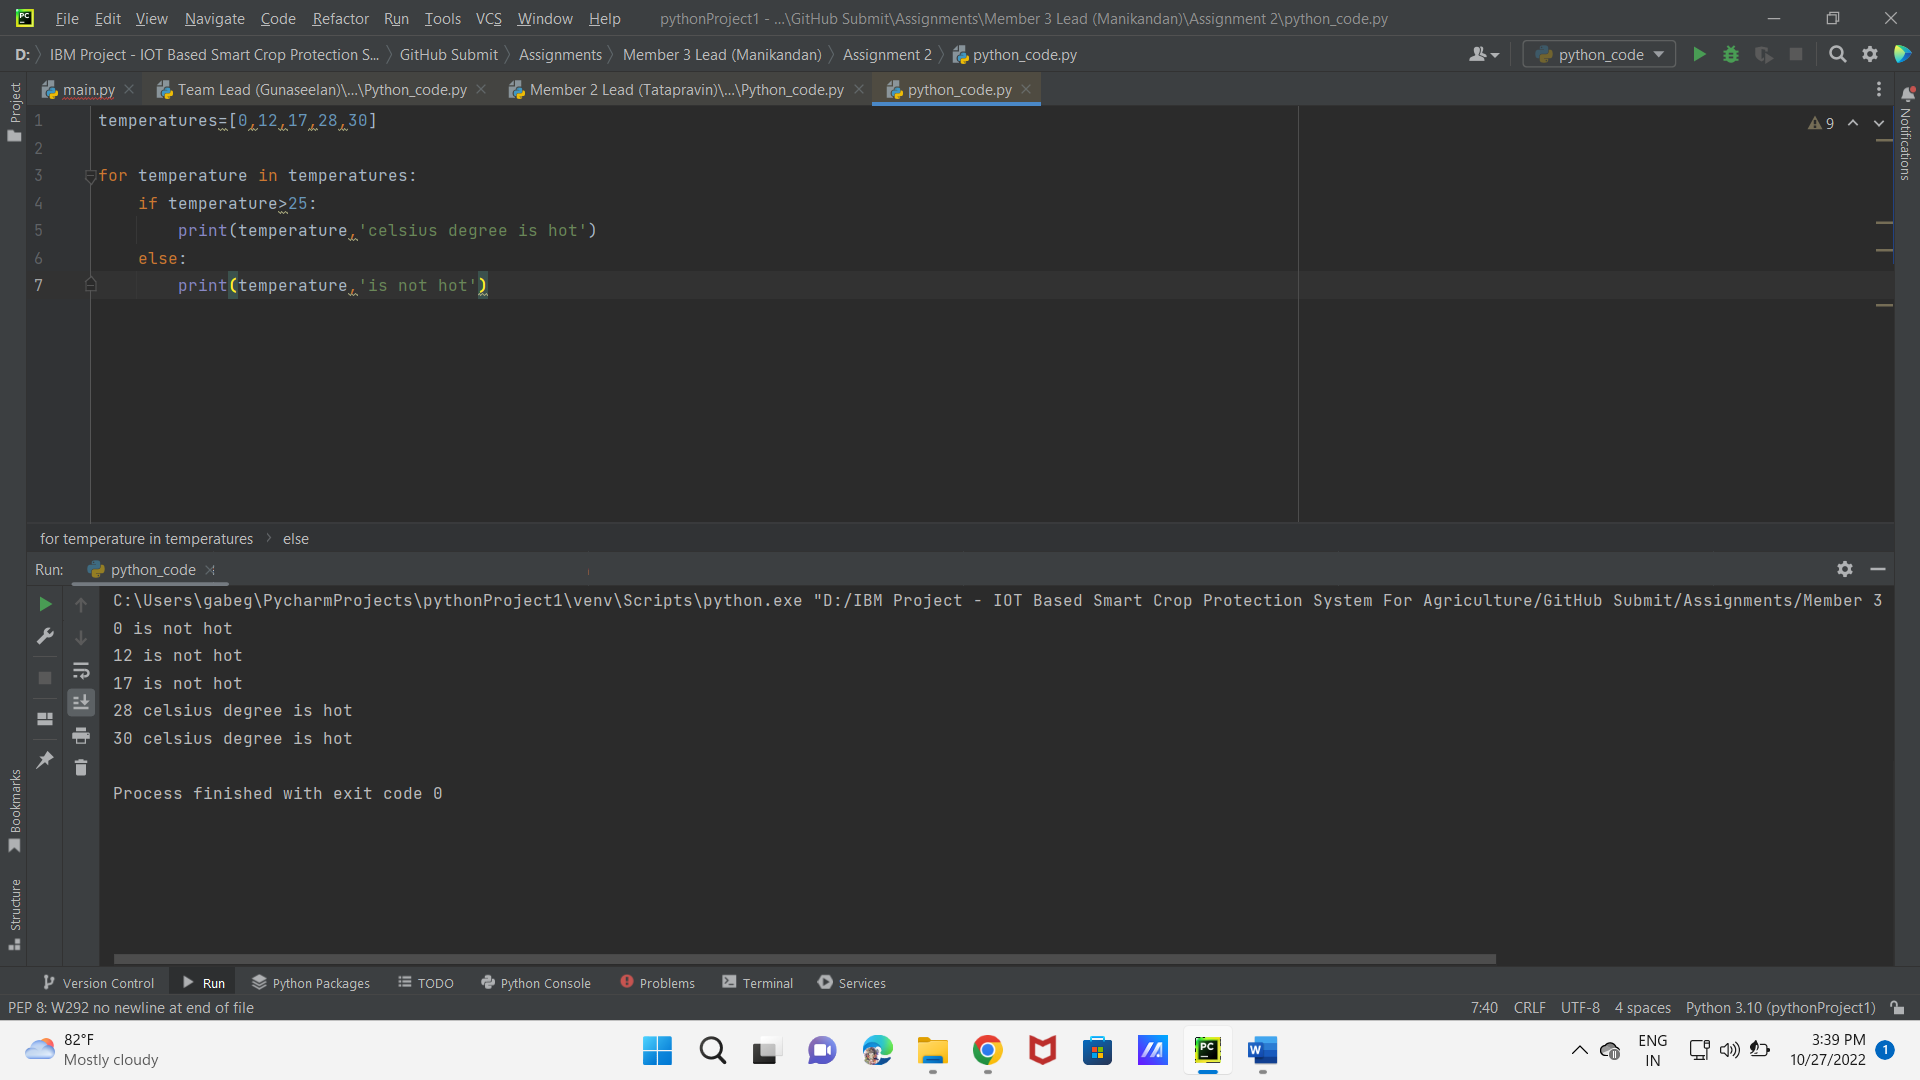 File Edit View Navigate Code Refactor Run Tools VCS Window Help pythonProject1 - ...\GitHub Submit\Assignments\Member 3 Lead (Manikandan)\Assignment 2\python_code.py
D: IBM Project - IOT Based Smart Crop Protection S... GitHub Submit Assignments Member 3 Lead (Manikandan) Assignment 2 python_code.py python_code
main.py Team Lead (Gunaseelan)\...\Python_code.py Member 2 Lead (Tatapravin)\...\Python_code.py python_code.py
Project
Notifications
9
1 temperatures=[0,12,17,28,30]
2
3 for temperature in temperatures:
4 if temperature>25:
5 print(temperature,'celsius degree is hot')
6 else:
7 print(temperature,'is not hot')
for temperature in temperatures else
Run: python_code
C:\Users\gabeg\PycharmProjects\pythonProject1\venv\Scripts\python.exe "D:/IBM Project - IOT Based Smart Crop Protection System For Agriculture/GitHub Submit/Assignments/Member 3
0 is not hot
12 is not hot
17 is not hot
28 celsius degree is hot
30 celsius degree is hot
Process finished with exit code 0
Bookmarks
Structure
Version Control Run Python Packages TODO Python Console Problems Terminal Services
PEP 8: W292 no newline at end of file 7:40 CRLF UTF-8 4 spaces Python 3.10 (pythonProject1)
82°F
Mostly cloudy
PC
W
ENG
IN
3:39 PM
10/27/2022
1